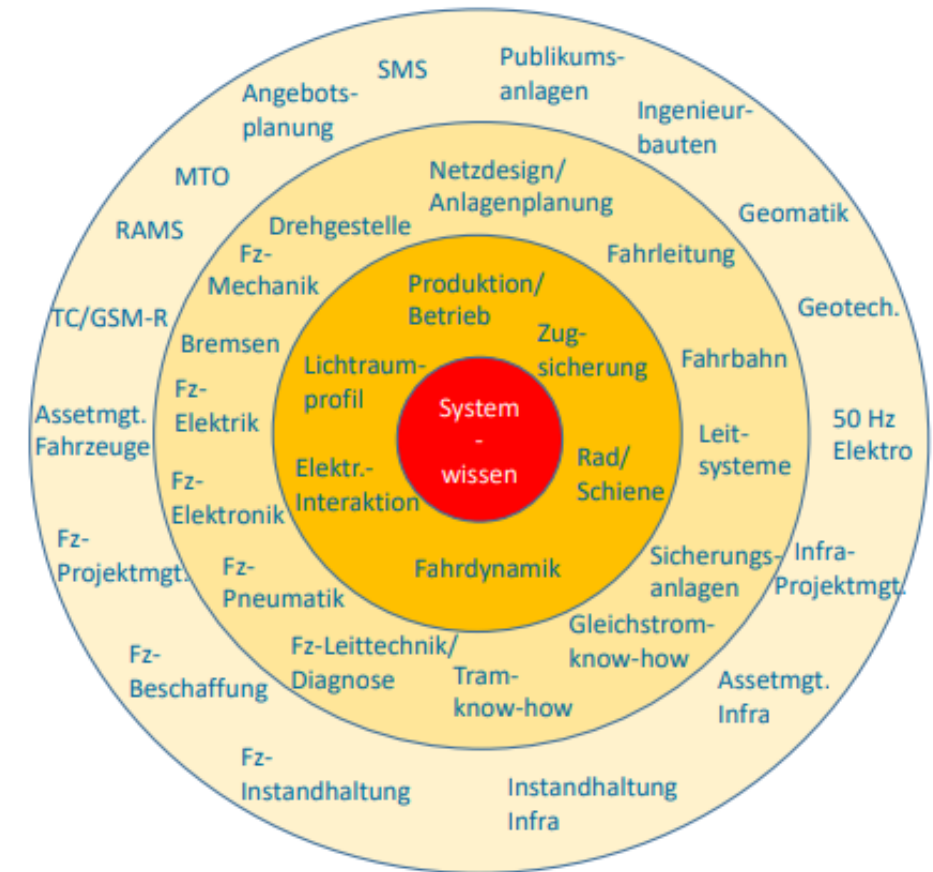 SMS
Publikums-
anlagen
Angebots-
planung
Ingenieur-
bauten
MTO
RAMS
Geomatik
TC/GSM-R
Geotech.
Assetmgt.
Fahrzeuge
50 Hz
Elektro
Fz-
Projektmgt.
Infra-
Projektmgt.
Fz-
Beschaffung
Assetmgt.
Infra
Fz-
Instandhaltung
Instandhaltung
Infra
Netzdesign/
Anlagenplanung
Drehgestelle
Fahrleitung
Fz-
Mechanik
Bremsen
Fahrbahn
Fz-
Elektrik
Leit-
systeme
Fz-
Elektronik
Sicherungs-
anlagen
Fz-
Pneumatik
Gleichstrom-
know-how
Fz-Leittechnik/
Diagnose
Tram-
know-how
Produktion/
Betrieb
Zug-
sicherung
Lichtraum-
profil
Elektr.-
Interaktion
Rad/
Schiene
Fahrdynamik
System
-
wissen